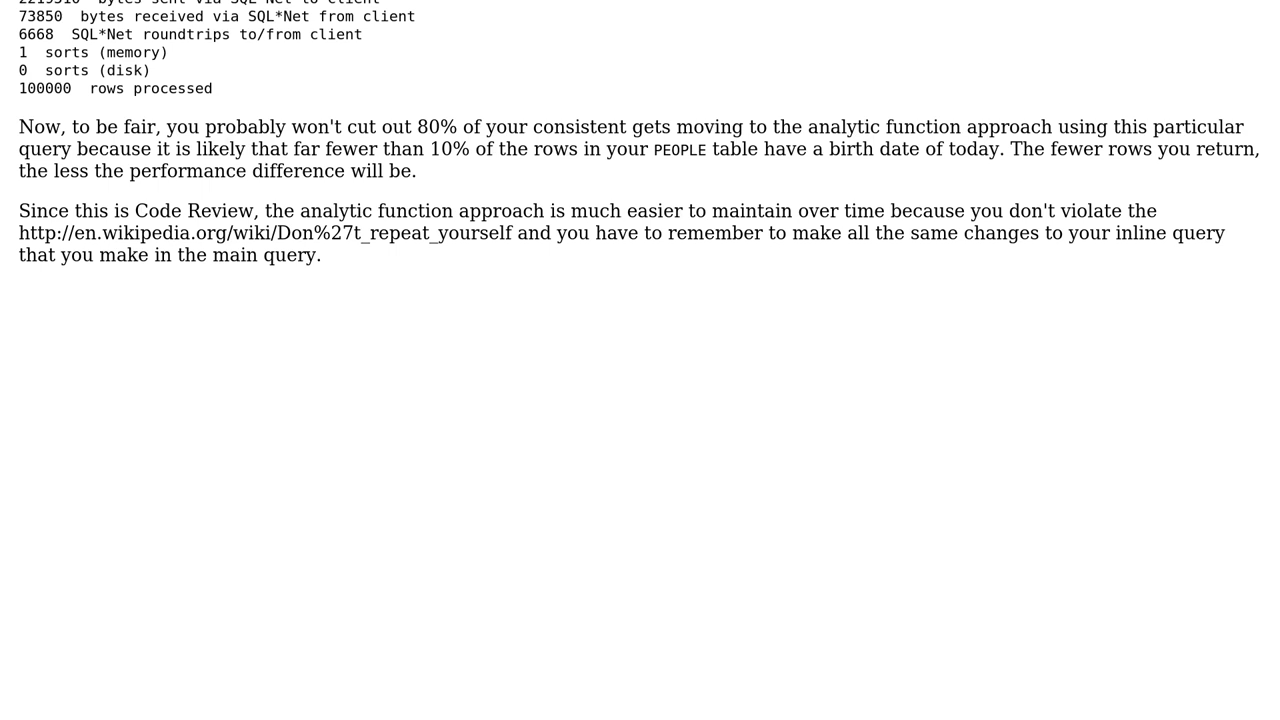 73850  bytes received via SQL*Net from client
6668  SQL*Net roundtrips to/from client
1  sorts (memory)
0  sorts (disk)
100000  rows processed
Now, to be fair, you probably won't cut out 80% of your consistent gets moving to the analytic function approach using this particular
query because it is likely that far fewer than 10% of the rows in your PEOPLE table have a birth date of today. The fewer rows you return,
the less the performance difference will be.
Since this is Code Review, the analytic function approach is much easier to maintain over time because you don't violate the
http://en.wikipedia.org/wiki/Don%27t_repeat_yourself and you have to remember to make all the same changes to your inline query
that you make in the main query.